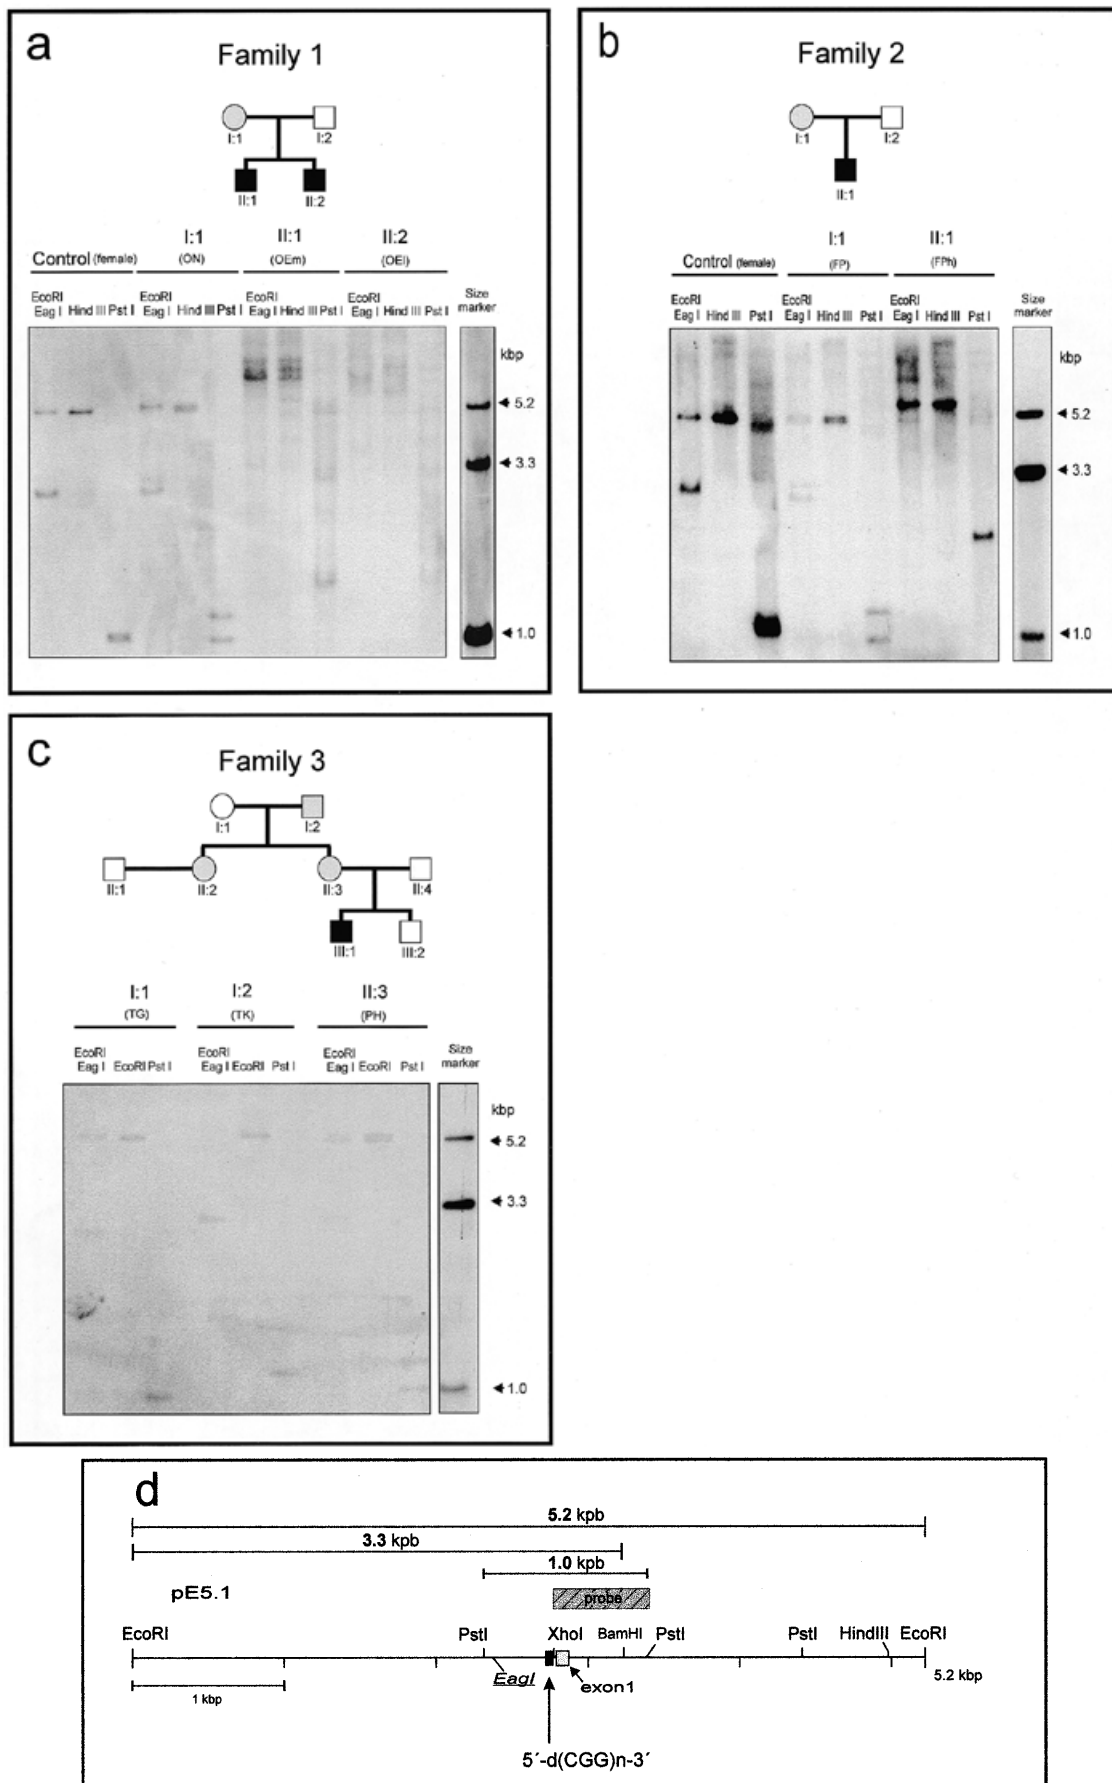 a
Family 1
I:1 I:2
II:1 II:2
I:1 II:1 II:2
Control (female) (ON) (OEm) (OEl)
EcoRI EcoRI EcoRI EcoRI Size
Eag I Hind III Pst I Eag I Hind III Pst I Eag I Hind III Pst I Eag I Hind III Pst I marker
kbp
5.2
3.3
1.0
b
Family 2
I:1 I:2
II:1
I:1 II:1
Control (female) (FP) (FPh)
EcoRI EcoRI EcoRI Size
Eag I Hind III Pst I Eag I Hind III Pst I Eag I Hind III Pst I marker
kbp
5.2
3.3
1.0
c
Family 3
I:1 I:2
II:1 II:2 II:3 II:4
III:1 III:2
I:1 I:2 II:3
(TG) (TK) (PH)
EcoRI EcoRI EcoRI Size
Eag I EcoRI Pst I Eag I EcoRI Pst I Eag I EcoRI Pst I marker
kbp
5.2
3.3
1.0
d
5.2 kpb
3.3 kpb
1.0 kpb
pE5.1 probe
EcoRI PstI XhoI BamHI PstI PstI HindIII EcoRI
EagI exon1 5.2 kbp
1 kbp
5´-d(CGG)n-3´